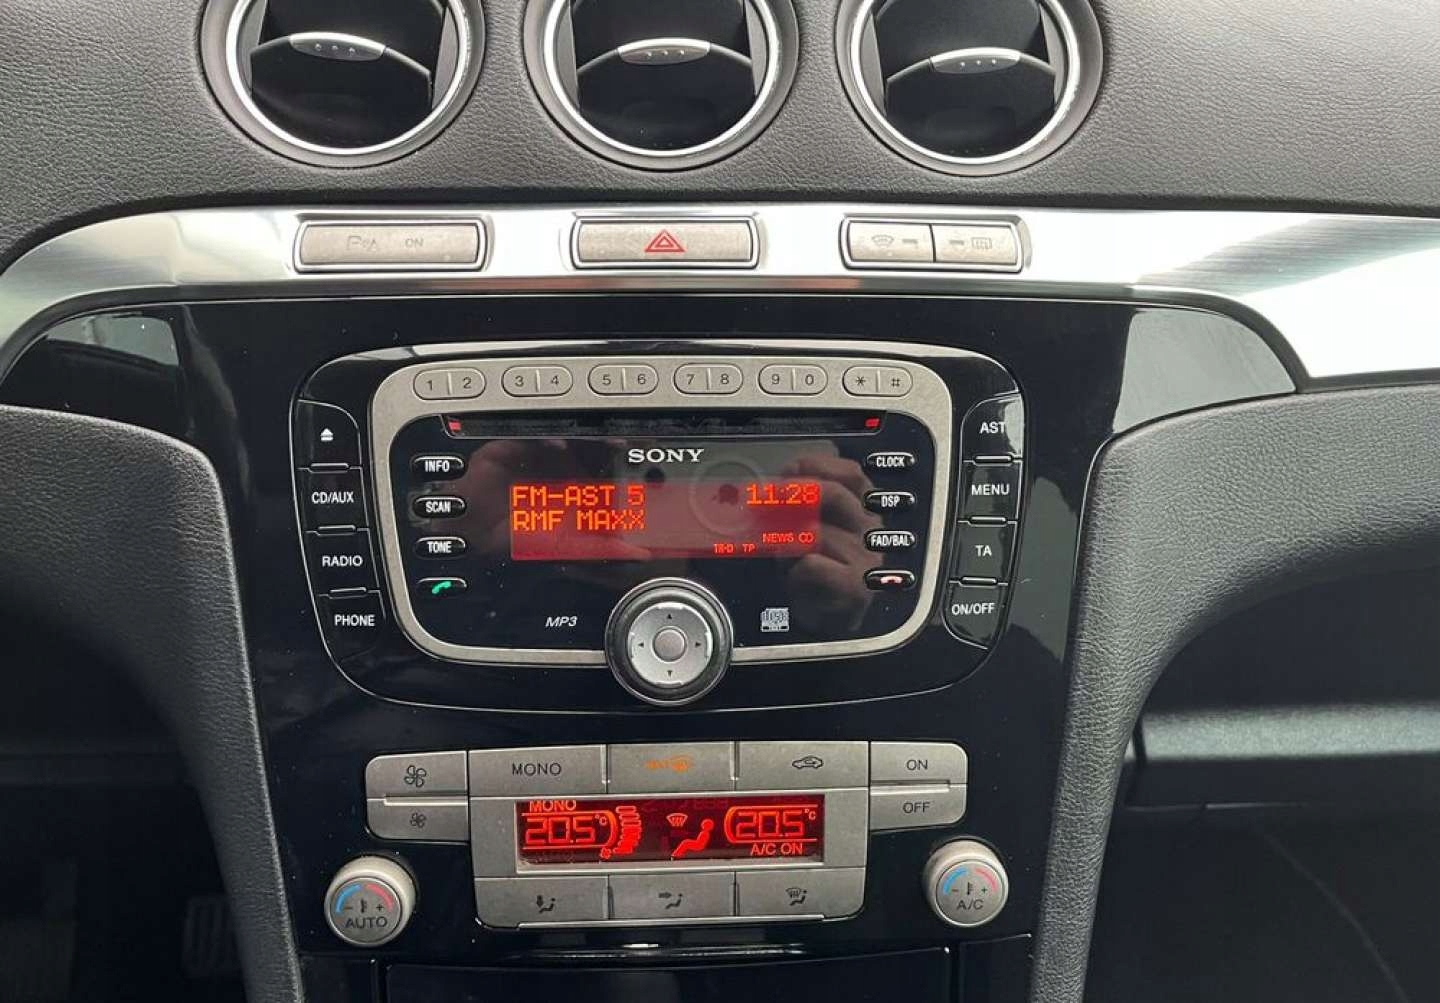 ON
1 2 3 4 5 6 7 8 9 0 * #
AST
SONY
INFO
CLOCK
CD/AUX
FM-AST 5 11:28
MENU
SCAN
RMF MAXX
DSP
TONE
NEWS
FAD/BAL
TA
TP
RADIO
PHONE
MP3
ON/OFF
MONO
ON
OFF
MONO
20.5°C 20.5°C
A/C ON
AUTO
A/C